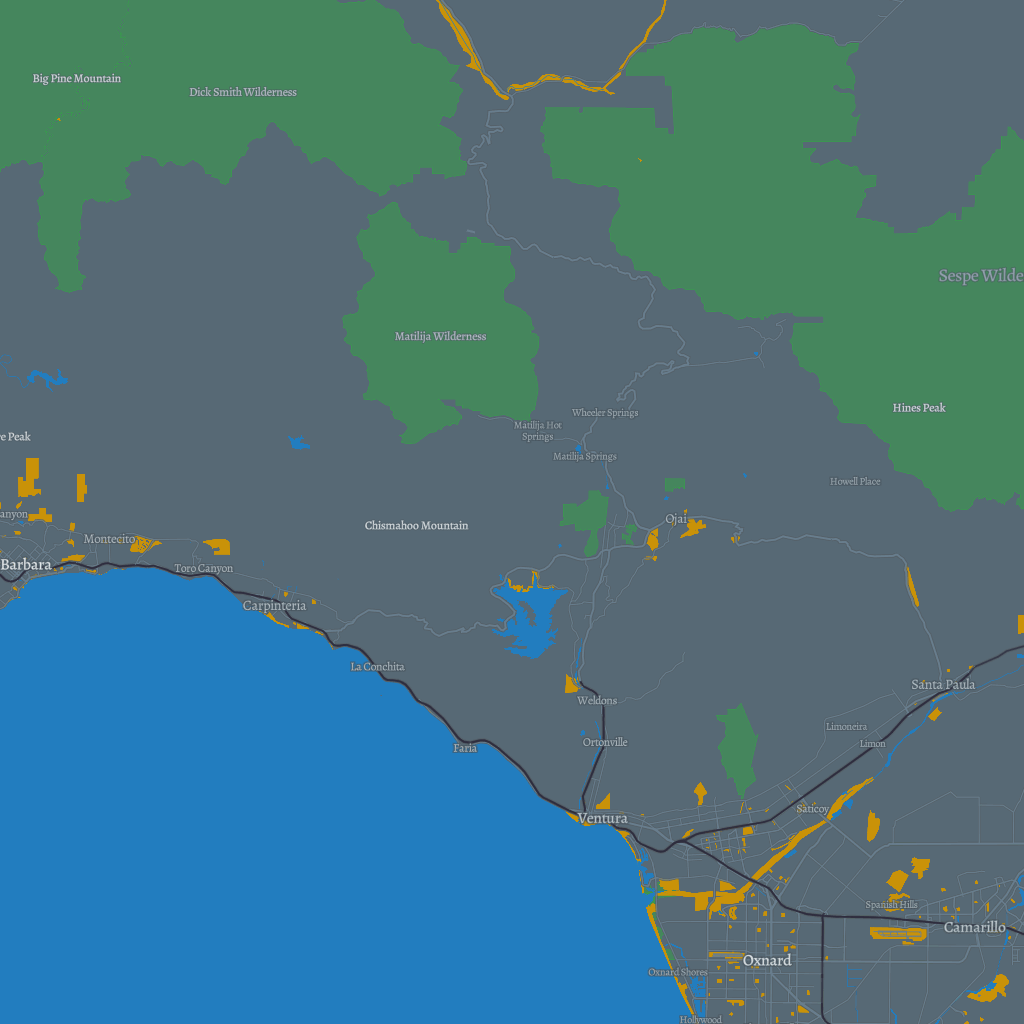 Big Pine Mountain
Dick Smith Wilderness
Sespe Wilde
Matilija Wilderness
Hines Peak
Wheeler Springs
Matilija Hot
Springs
e Peak
Matilija Springs
Howell Place
anyon
Ojai
Chismahoo Mountain
Montecito
Barbara
Toro Canyon
Carpinteria
La Conchita
Santa Paula
Weldons
Limoneira
Ortonville
Limon
Faria
Saticoy
Ventura
Spanish Hills
Camarillo
Oxnard
Oxnard Shores
Hollywood